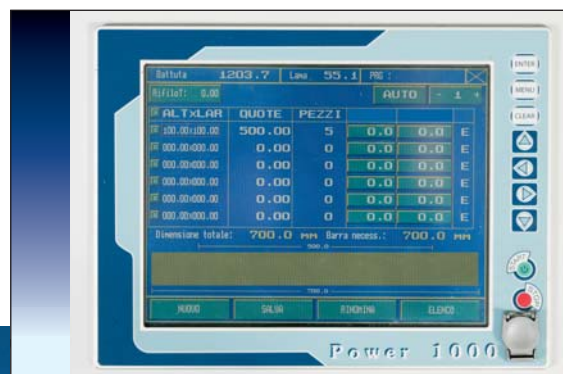 Battuta 1203.7 Lama 55.1 PRG :
RifiloT: 0.00 AUTO - 1 +
ALTxLAR QUOTE PEZZI
100.00x100.00 500.00 5 0.0 0.0 E
000.00x000.00 0.00 0 0.0 0.0 E
000.00x000.00 0.00 0 0.0 0.0 E
000.00x000.00 0.00 0 0.0 0.0 E
000.00x000.00 0.00 0 0.0 0.0 E
000.00x000.00 0.00 0 0.0 0.0 E
Dimensione totale: 700.0 MM Barra necess.: 700.0 MM
500.0
700.0
NUOVO SALVA RINOMINA ELENCO
ENTER
MENU
CLEAR
START
STOP
Power 1000